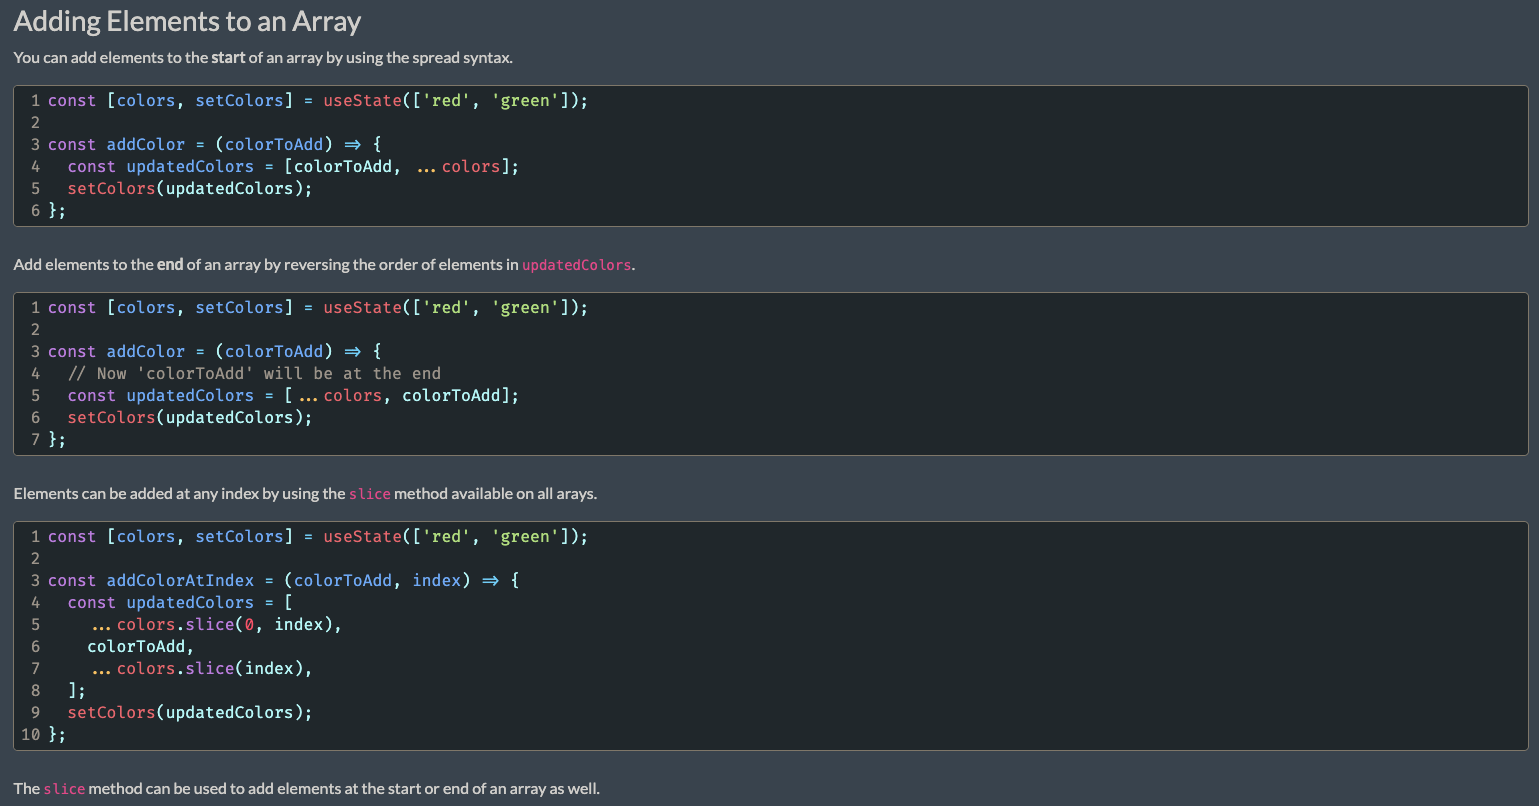 Adding Elements to an Array
You can add elements to the start of an array by using the spread syntax.
1 const [colors, setColors] = useState(['red', 'green']);
2
3 const addColor = (colorToAdd) => {
4   const updatedColors = [colorToAdd, ...colors];
5   setColors(updatedColors);
6 };
Add elements to the end of an array by reversing the order of elements in updatedColors.
1 const [colors, setColors] = useState(['red', 'green']);
2
3 const addColor = (colorToAdd) => {
4   // Now 'colorToAdd' will be at the end
5   const updatedColors = [...colors, colorToAdd];
6   setColors(updatedColors);
7 };
Elements can be added at any index by using the slice method available on all arays.
1 const [colors, setColors] = useState(['red', 'green']);
2
3 const addColorAtIndex = (colorToAdd, index) => {
4   const updatedColors = [
5     ...colors.slice(0, index),
6     colorToAdd,
7     ...colors.slice(index),
8   ];
9   setColors(updatedColors);
10 };
The slice method can be used to add elements at the start or end of an array as well.